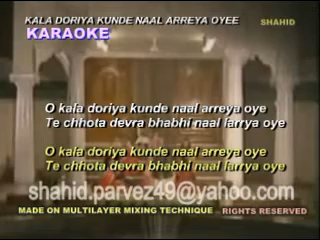 KALA DORIYA KUNDE NAAL ARREYA OYEE
SHAHID
KARAOKE
O kala doriya kunde naal arreya oye
Te chhota devra bhabhi naal larrya oye
O kala doriya kunde naal arreya oye
Te chhota devra bhabhi naal larrya oye
shahid.parvez49@yahoo.com
MADE ON MULTILAYER MIXING TECHNIQUE
RIGHTS RESERVED